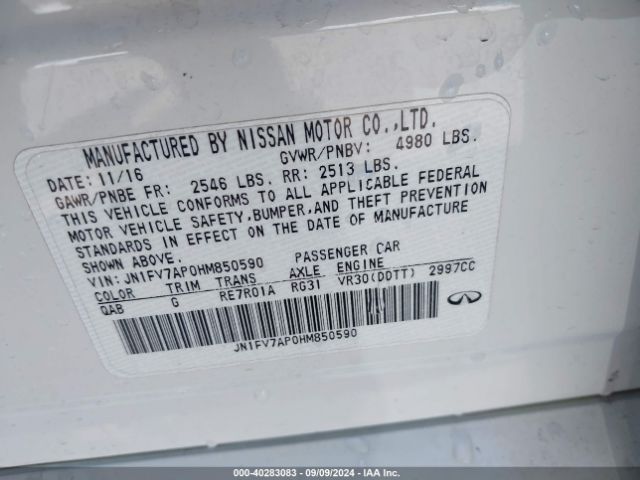 MANUFACTURED BY NISSAN MOTOR CO.,LTD.
DATE: 11/16 GVWR/PNBV: 4980 LBS.
GAWR/PNBE FR: 2546 LBS. RR: 2513 LBS.
THIS VEHICLE CONFORMS TO ALL APPLICABLE FEDERAL
MOTOR VEHICLE SAFETY,BUMPER,AND THEFT PREVENTION
STANDARDS IN EFFECT ON THE DATE OF MANUFACTURE
SHOWN ABOVE.
VIN: JN1FV7AP0HM850590 PASSENGER CAR
COLOR TRIM TRANS AXLE ENGINE
QAB G RE7R01A RG31 VR30(DDTT) 2997CC
JN1FV7AP0HM850590
INFINITI
000-40283083 - 09/09/2024 - IAA Inc.